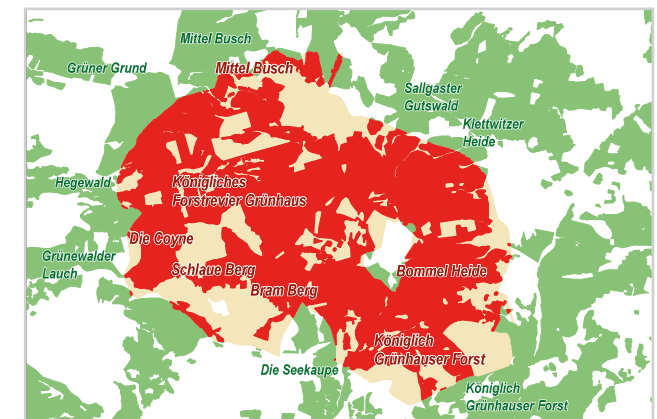 Mittel Busch
Grüner Grund
Mittel Busch
Sallgaster
Gutswald
Klettwitzer
Heide
Hegewald
Königliches
Forstrevier Grünhaus
Die Coyne
Grünewalder
Lauch
Schlaue Berg
Bommel Heide
Bram Berg
Königlich
Grünhauser Forst
Die Seekaupe
Königlich
Grünhauser Forst